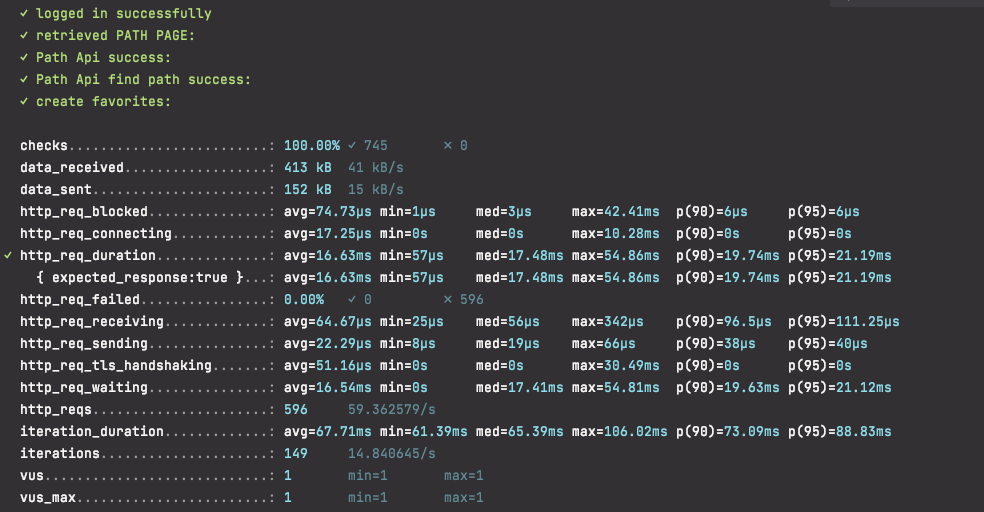 ✓ logged in successfully
✓ retrieved PATH PAGE:
✓ Path Api success:
✓ Path Api find path success:
✓ create favorites:
checks.........................: 100.00% ✓ 745 ✗ 0
data_received..................: 413 kB 41 kB/s
data_sent......................: 152 kB 15 kB/s
http_req_blocked...............: avg=74.73µs min=1µs med=3µs max=42.41ms p(90)=6µs p(95)=6µs
http_req_connecting............: avg=17.25µs min=0s med=0s max=10.28ms p(90)=0s p(95)=0s
✓ http_req_duration..............: avg=16.63ms min=57µs med=17.48ms max=54.86ms p(90)=19.74ms p(95)=21.19ms
{ expected_response:true }...: avg=16.63ms min=57µs med=17.48ms max=54.86ms p(90)=19.74ms p(95)=21.19ms
http_req_failed................: 0.00% ✓ 0 ✗ 596
http_req_receiving.............: avg=64.67µs min=25µs med=56µs max=342µs p(90)=96.5µs p(95)=111.25µs
http_req_sending...............: avg=22.29µs min=8µs med=19µs max=66µs p(90)=38µs p(95)=40µs
http_req_tls_handshaking.......: avg=51.16µs min=0s med=0s max=30.49ms p(90)=0s p(95)=0s
http_req_waiting...............: avg=16.54ms min=0s med=17.41ms max=54.81ms p(90)=19.63ms p(95)=21.12ms
http_reqs......................: 596 59.362579/s
iteration_duration.............: avg=67.71ms min=61.39ms med=65.39ms max=106.02ms p(90)=73.09ms p(95)=88.83ms
iterations.....................: 149 14.840645/s
vus............................: 1 min=1 max=1
vus_max........................: 1 min=1 max=1